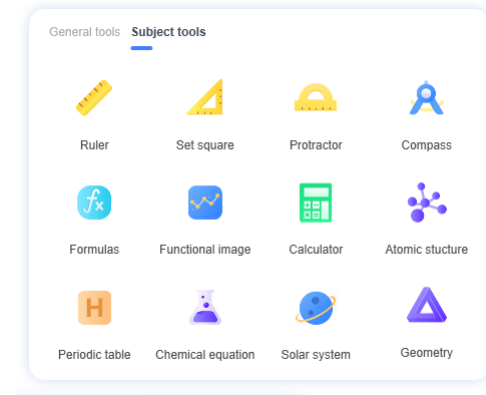 General tools Subject tools
Ruler Set square Protractor Compass
fx
Formulas Functional image Calculator Atomic stucture
H
Periodic table Chemical equation Solar system Geometry